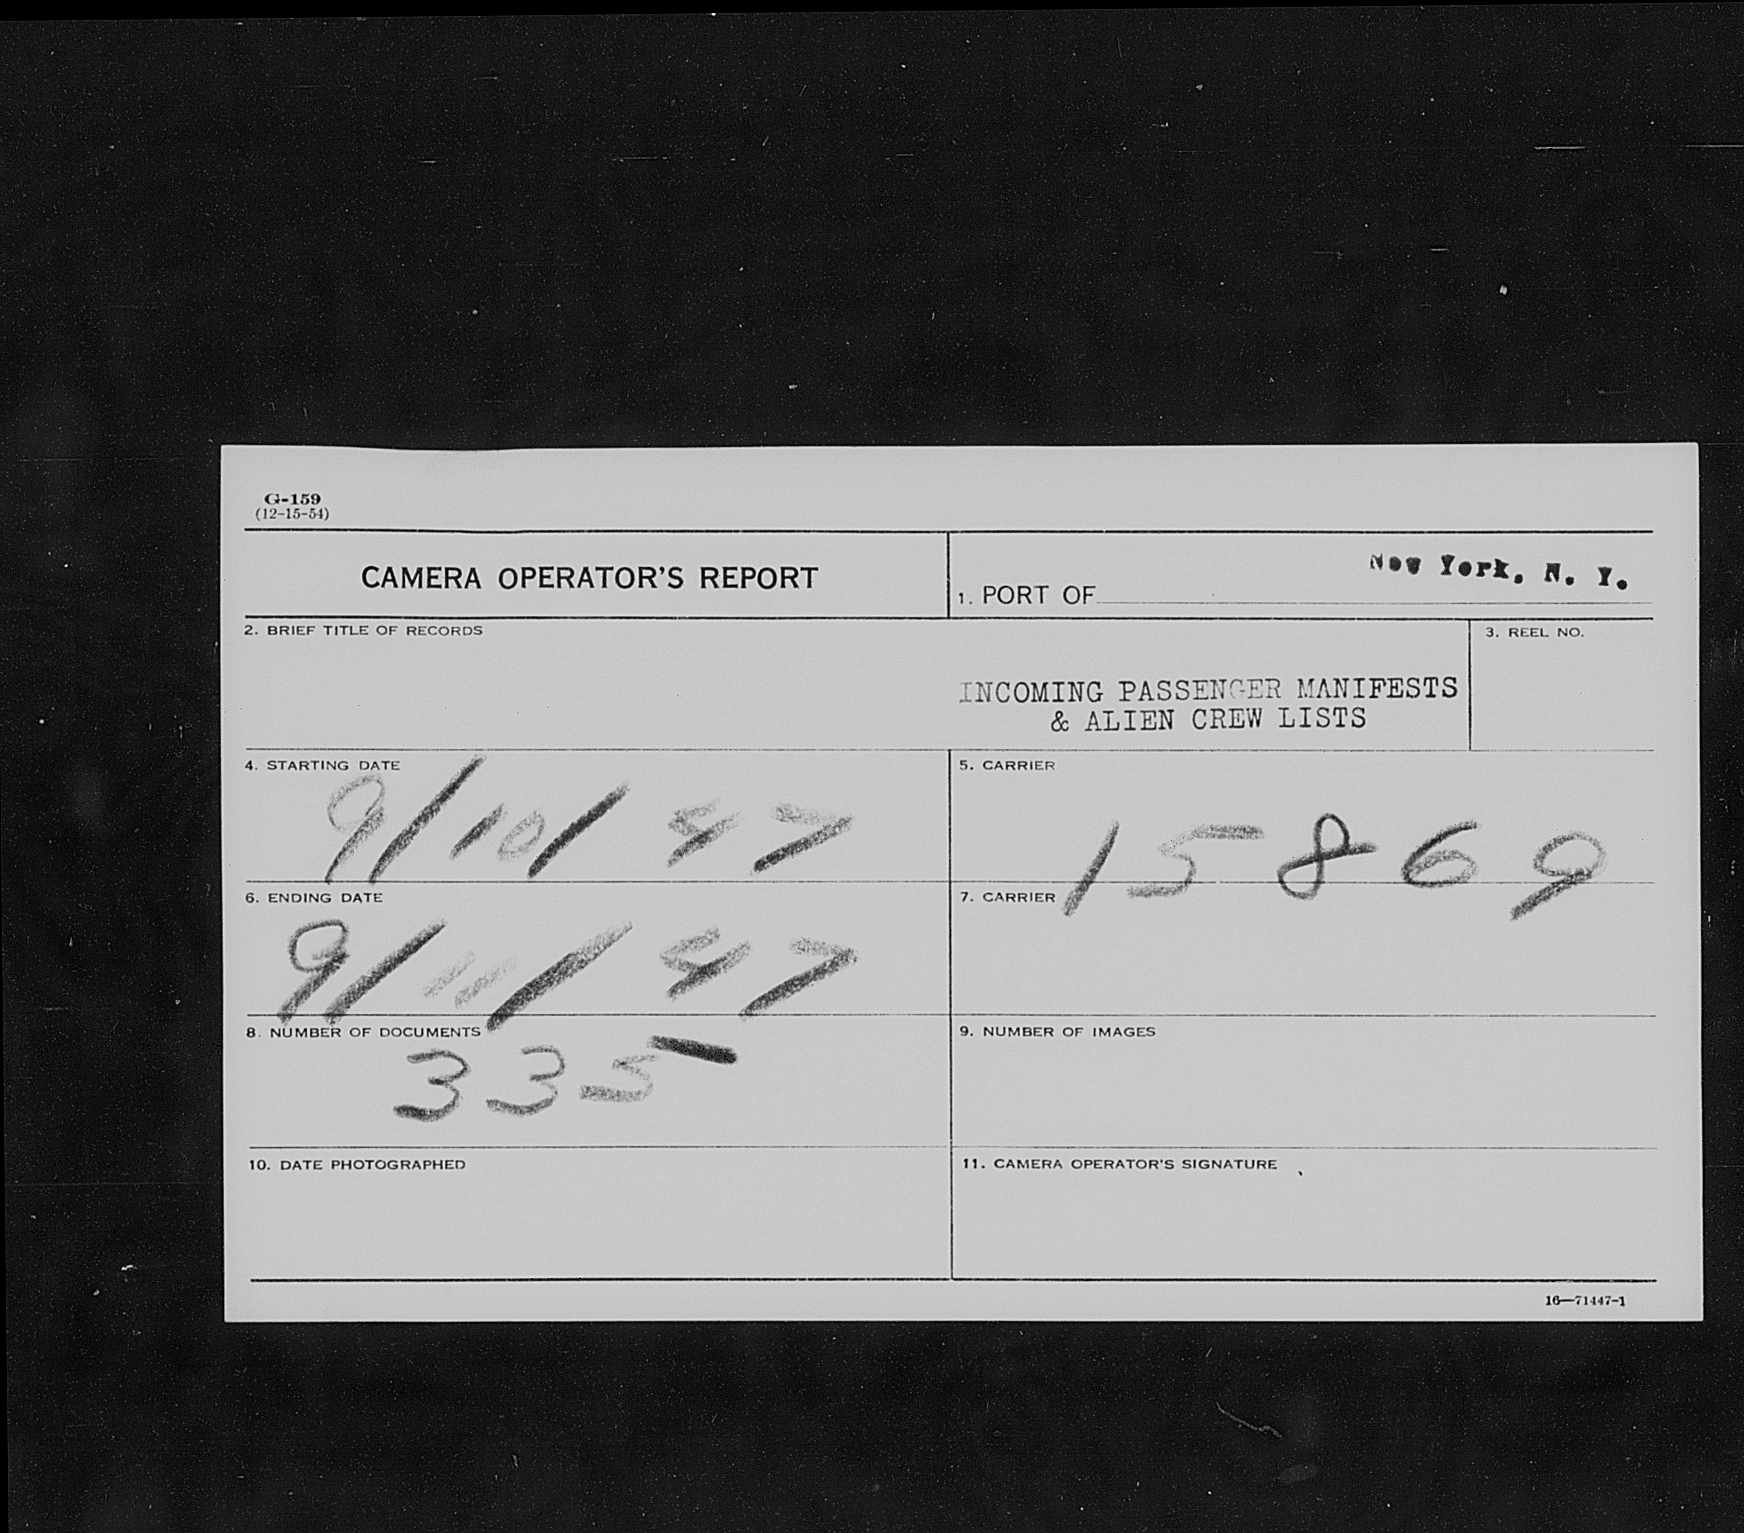 G-159
(12-15-54)
CAMERA OPERATOR'S REPORT
1. PORT OF New York, N. Y.
2. BRIEF TITLE OF RECORDS
INCOMING PASSENGER MANIFESTS
& ALIEN CREW LISTS
3. REEL NO.
4. STARTING DATE
9/10/47
5. CARRIER
15869
6. ENDING DATE
9/11/47
7. CARRIER
8. NUMBER OF DOCUMENTS
335
9. NUMBER OF IMAGES
10. DATE PHOTOGRAPHED
11. CAMERA OPERATOR'S SIGNATURE
16—71447-1